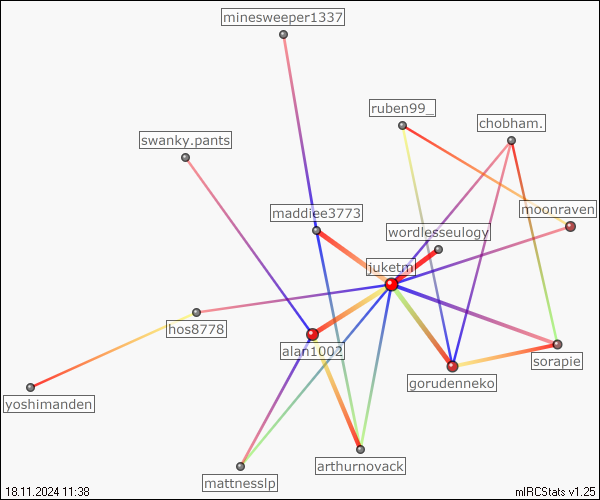 minesweeper1337
ruben99_
chobham.
swanky.pants
moonraven
maddiee3773
wordlesseulogy
juketm
hos8778
alan1002
sorapie
gorudenneko
yoshimanden
arthurnovack
mattnesslp
18.11.2024 11:38
mIRCStats v1.25